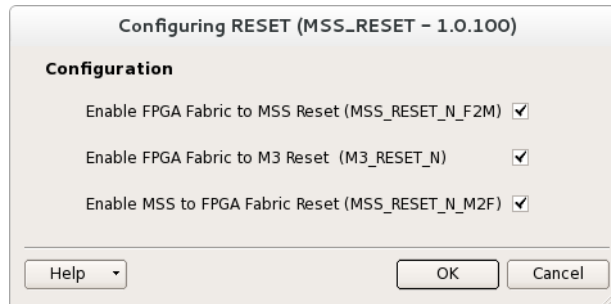 Configuring RESET (MSS_RESET - 1.0.100)
Configuration
Enable FPGA Fabric to MSS Reset (MSS_RESET_N_F2M)
Enable FPGA Fabric to M3 Reset (M3_RESET_N)
Enable MSS to FPGA Fabric Reset (MSS_RESET_N_M2F)
Help OK Cancel